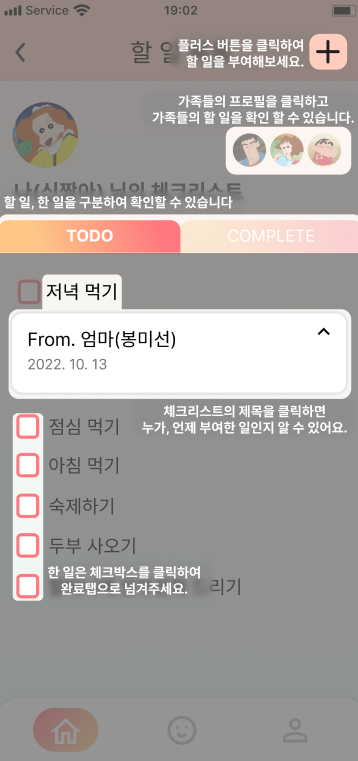 Service 19:02
할 일
플러스 버튼을 클릭하여
할 일을 부여해보세요.
가족들의 프로필을 클릭하고
가족들의 할 일을 확인 할 수 있습니다.
나(신짱아) 님의 체크리스트
할 일, 한 일을 구분하여 확인할 수 있습니다
TODO COMPLETE
저녁 먹기
From. 엄마(봉미선)
2022. 10. 13
체크리스트의 제목을 클릭하면
누가, 언제 부여한 일인지 알 수 있어요.
점심 먹기
아침 먹기
숙제하기
두부 사오기
한 일은 체크박스를 클릭하여
완료탭으로 넘겨주세요.
리기